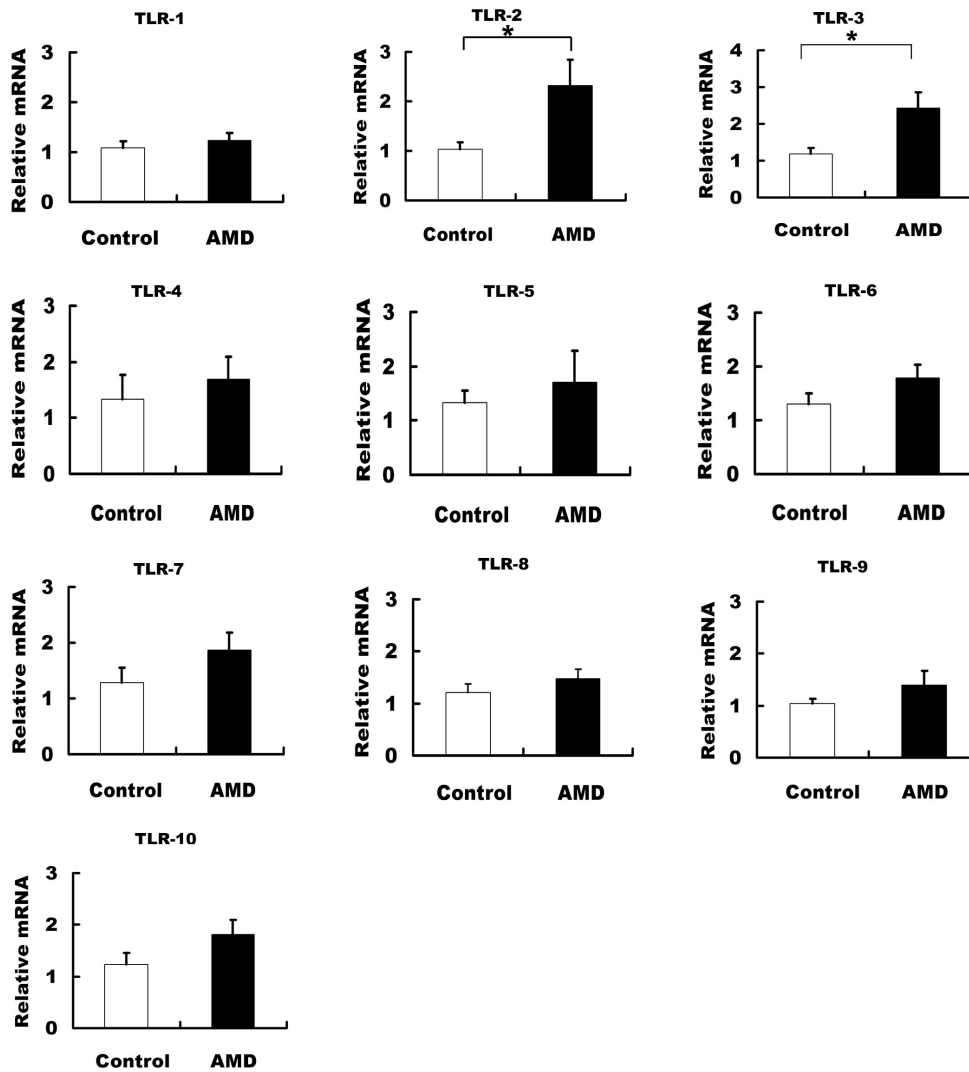 TLR-1
Relative mRNA
3
2
1
0
Control AMD
TLR-2
*
Relative mRNA
3
2
1
0
Control AMD
TLR-3
*
Relative mRNA
4
3
2
1
0
Control AMD
TLR-4
Relative mRNA
3
2
1
0
Control AMD
TLR-5
Relative mRNA
3
2
1
0
Control AMD
TLR-6
Relative mRNA
3
2
1
0
Control AMD
TLR-7
Relative mRNA
3
2
1
0
Control AMD
TLR-8
Relative mRNA
3
2
1
0
Control AMD
TLR-9
Relative mRNA
3
2
1
0
Control AMD
TLR-10
Relative mRNA
3
2
1
0
Control AMD